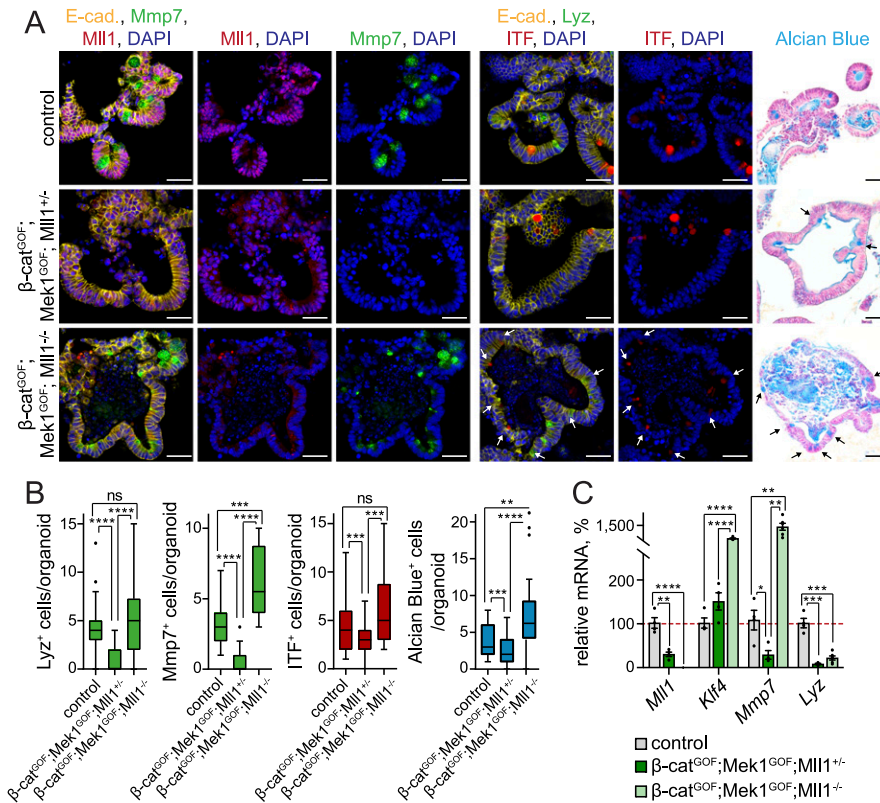 A
E-cad., Mmp7,
Mll1, DAPI
Mll1, DAPI
Mmp7, DAPI
E-cad., Lyz,
ITF, DAPI
ITF, DAPI
Alcian Blue
control
β-catGOF;
Mek1GOF; Mll1+/-
β-catGOF;
Mek1GOF; Mll1-/-
B
Lyz+ cells/organoid
15
10
5
0
ns
****
****
control
β-catGOF;Mek1GOF;Mll1+/-
β-catGOF;Mek1GOF;Mll1-/-
Mmp7+ cells/organoid
10
5
0
***
****
****
control
β-catGOF;Mek1GOF;Mll1+/-
β-catGOF;Mek1GOF;Mll1-/-
ITF+ cells/organoid
15
10
5
0
ns
***
***
control
β-catGOF;Mek1GOF;Mll1+/-
β-catGOF;Mek1GOF;Mll1-/-
Alcian Blue+ cells
/organoid
20
15
10
5
0
**
****
***
control
β-catGOF;Mek1GOF;Mll1+/-
β-catGOF;Mek1GOF;Mll1-/-
C
relative mRNA, %
1,500
200
100
0
****
**
****
****
**
**
*
***
***
Mll1
Klf4
Mmp7
Lyz
control
β-catGOF;Mek1GOF;Mll1+/-
β-catGOF;Mek1GOF;Mll1-/-